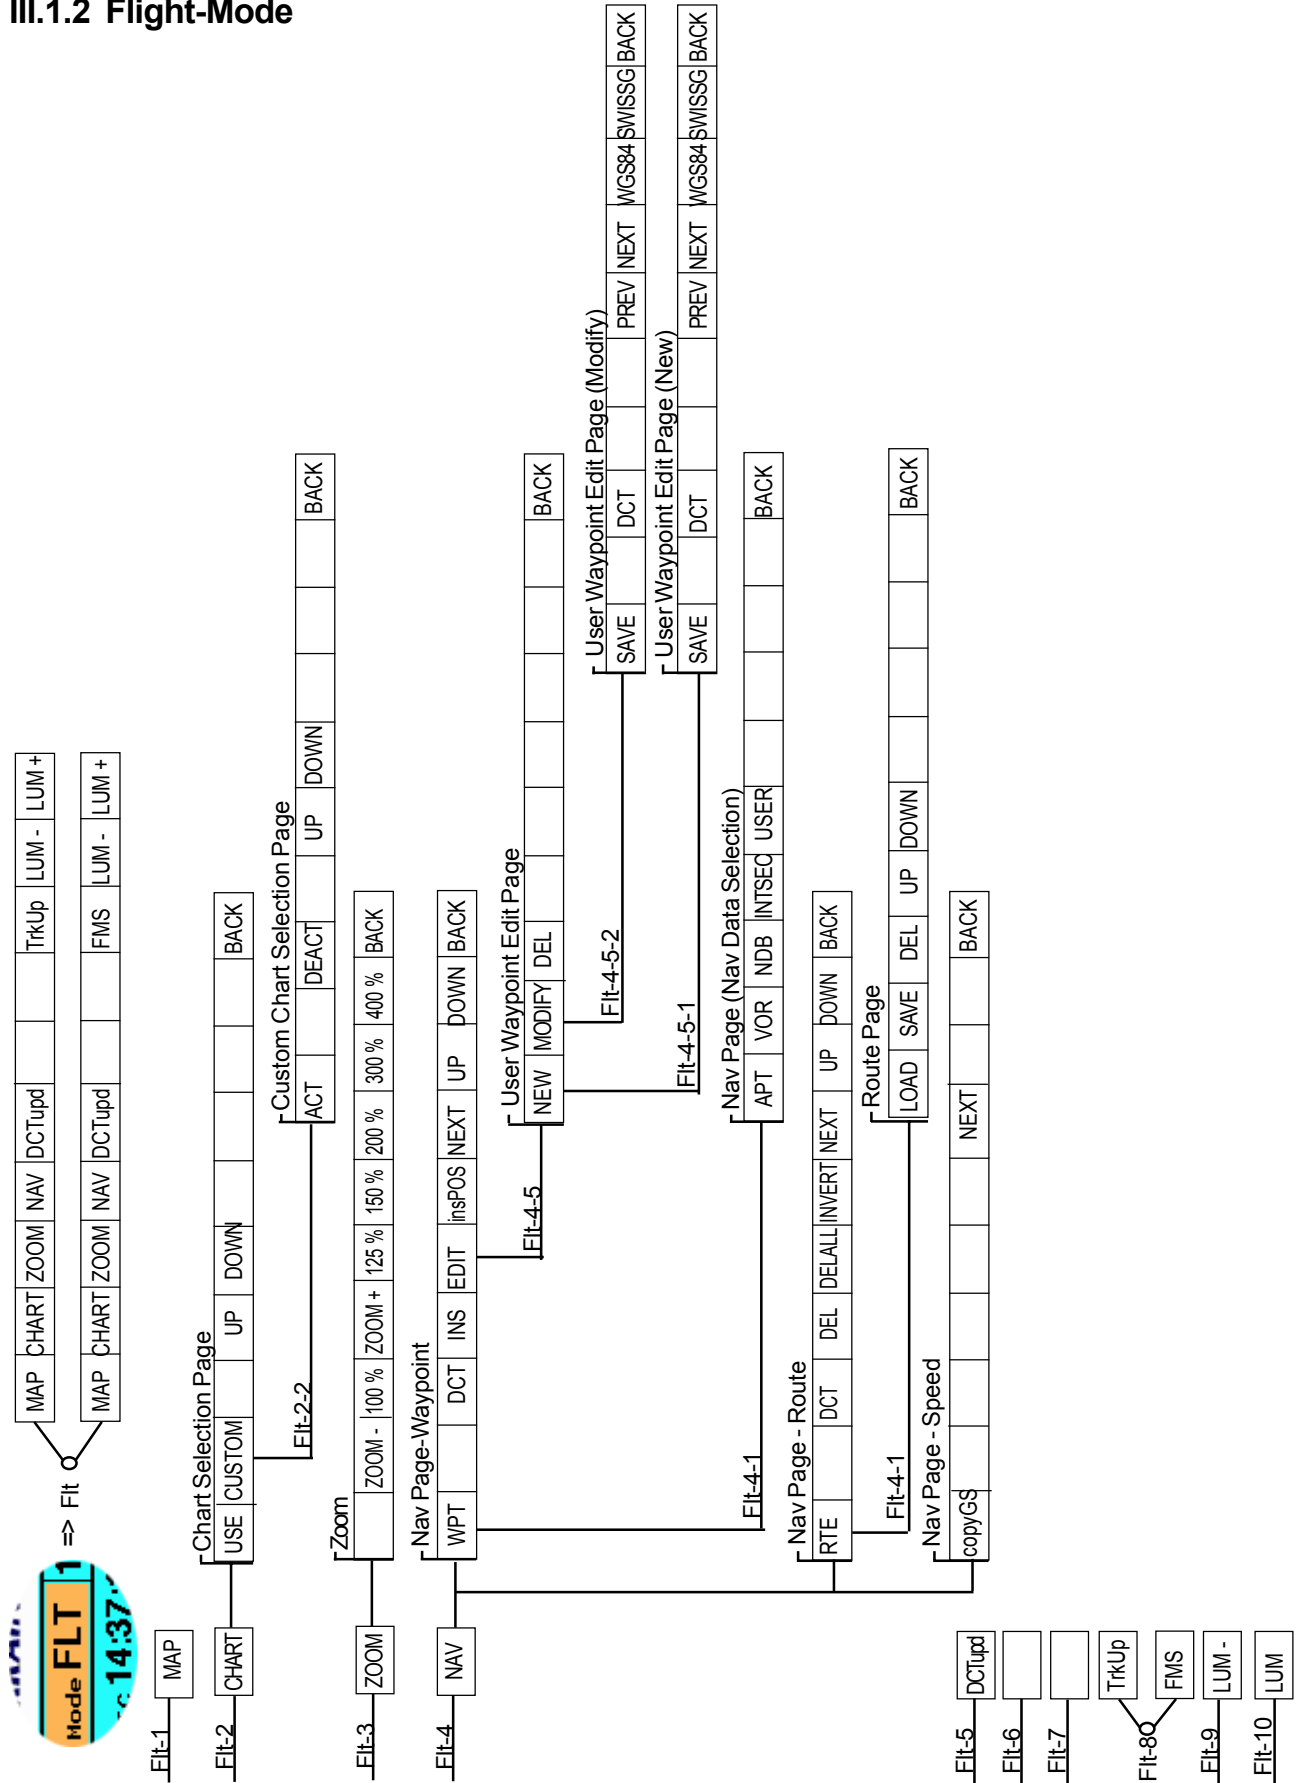 III.1.2 Flight-Mode
Mode FLT 1
14:37
=> Flt
MAP CHART ZOOM NAV DCTupd TrkUp LUM - LUM +
MAP CHART ZOOM NAV DCTupd FMS LUM - LUM +
Flt-1 MAP
Flt-2 CHART
Chart Selection Page
USE CUSTOM UP DOWN BACK
Flt-2-2
Custom Chart Selection Page
ACT DEACT UP DOWN BACK
Flt-3 ZOOM
Zoom
ZOOM - 100 % ZOOM + 125 % 150 % 200 % 300 % 400 % BACK
Flt-4 NAV
Nav Page-Waypoint
WPT DCT INS EDIT insPOS NEXT UP DOWN BACK
Flt-4-5
User Waypoint Edit Page
NEW MODIFY DEL BACK
Flt-4-5-2
User Waypoint Edit Page (Modify)
SAVE DCT PREV NEXT WGS84 SWISSG BACK
Flt-4-5-1
User Waypoint Edit Page (New)
SAVE DCT PREV NEXT WGS84 SWISSG BACK
Flt-4-1
Nav Page (Nav Data Selection)
APT VOR NDB INTSEC USER BACK
Nav Page - Route
RTE DCT DEL DELALL INVERT NEXT UP DOWN BACK
Flt-4-1
Route Page
LOAD SAVE DEL UP DOWN BACK
Nav Page - Speed
copyGS NEXT BACK
Flt-5 DCTupd
Flt-6
Flt-7
Flt-8 TrkUp
FMS
Flt-9 LUM -
Flt-10 LUM